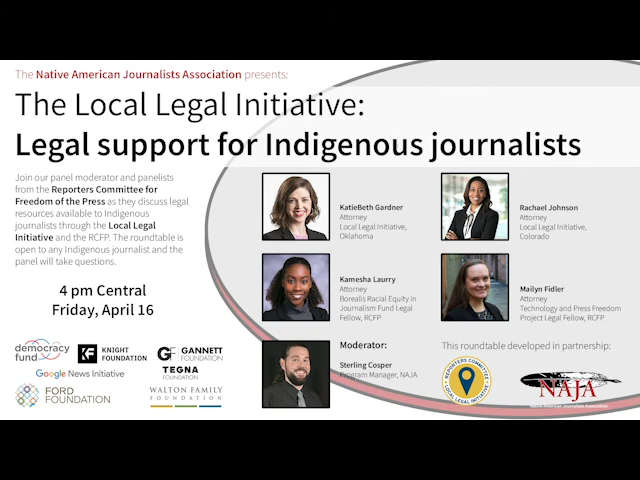 The Native American Journalists Association presents:
The Local Legal Initiative:
Legal support for Indigenous journalists
Join our panel moderator and panelists
from the Reporters Committee for
Freedom of the Press as they discuss legal
resources available to Indigenous
journalists through the Local Legal
Initiative and the RCFP. The roundtable is
open to any Indigenous journalist and the
panel will take questions.
4 pm Central
Friday, April 16
democracy
fund
KF
KNIGHT
FOUNDATION
GF
GANNETT
FOUNDATION
Google News Initiative
TEGNA
FOUNDATION
FORD
FOUNDATION
WALTON FAMILY
FOUNDATION
KatieBeth Gardner
Attorney
Local Legal Initiative,
Oklahoma
Rachael Johnson
Attorney
Local Legal Initiative,
Colorado
Kamesha Laurry
Attorney
Borealis Racial Equity in
Journalism Fund Legal
Fellow, RCFP
Mailyn Fidler
Attorney
Technology and Press Freedom
Project Legal Fellow, RCFP
Moderator:
Sterling Cosper
Program Manager, NAJA
This roundtable developed in partnership:
REPORTERS COMMITTEE
LOCAL LEGAL INITIATIVE
NAJA
Native American Journalists Association